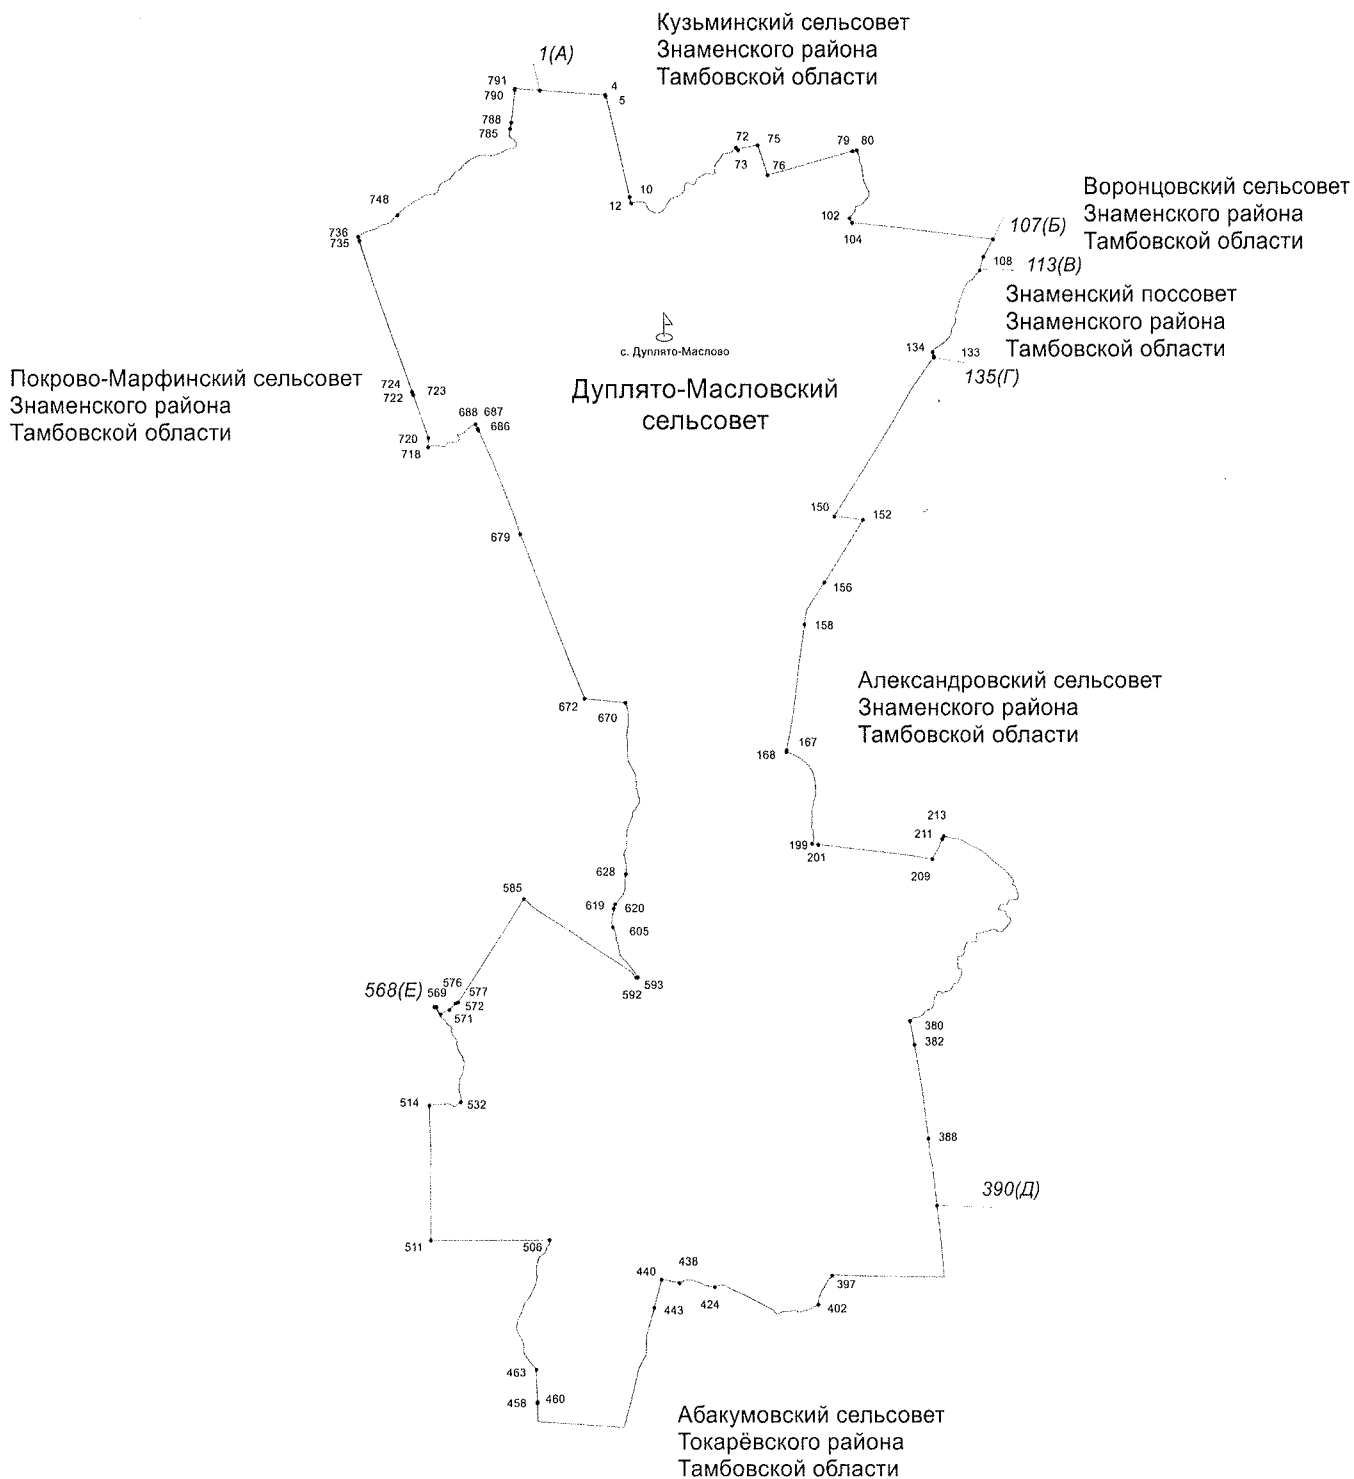 Кузьминский сельсовет
Знаменского района
Тамбовской области
1(А)
791
790
4
5
788
785
72
75
79 80
73
76
10
12
748
Воронцовский сельсовет
Знаменского района
Тамбовской области
102
104
107(Б)
736
735
108 113(В)
Знаменский поссовет
Знаменского района
Тамбовской области
134 133
135(Г)
с. Дуплято-Маслово
Дуплято-Масловский
сельсовет
Покрово-Марфинский сельсовет
Знаменского района
Тамбовской области
724 723
722
688 687
686
720
718
150 152
679
156
158
Александровский сельсовет
Знаменского района
Тамбовской области
672
670
168 167
213
211
199
201
209
628
585
619 620
605
593
592
568(Е)
576
569
577
572
571
380
382
514 532
388
390(Д)
511 506
440 438
443 424
397
402
463
458 460
Абакумовский сельсовет
Токарёвского района
Тамбовской области